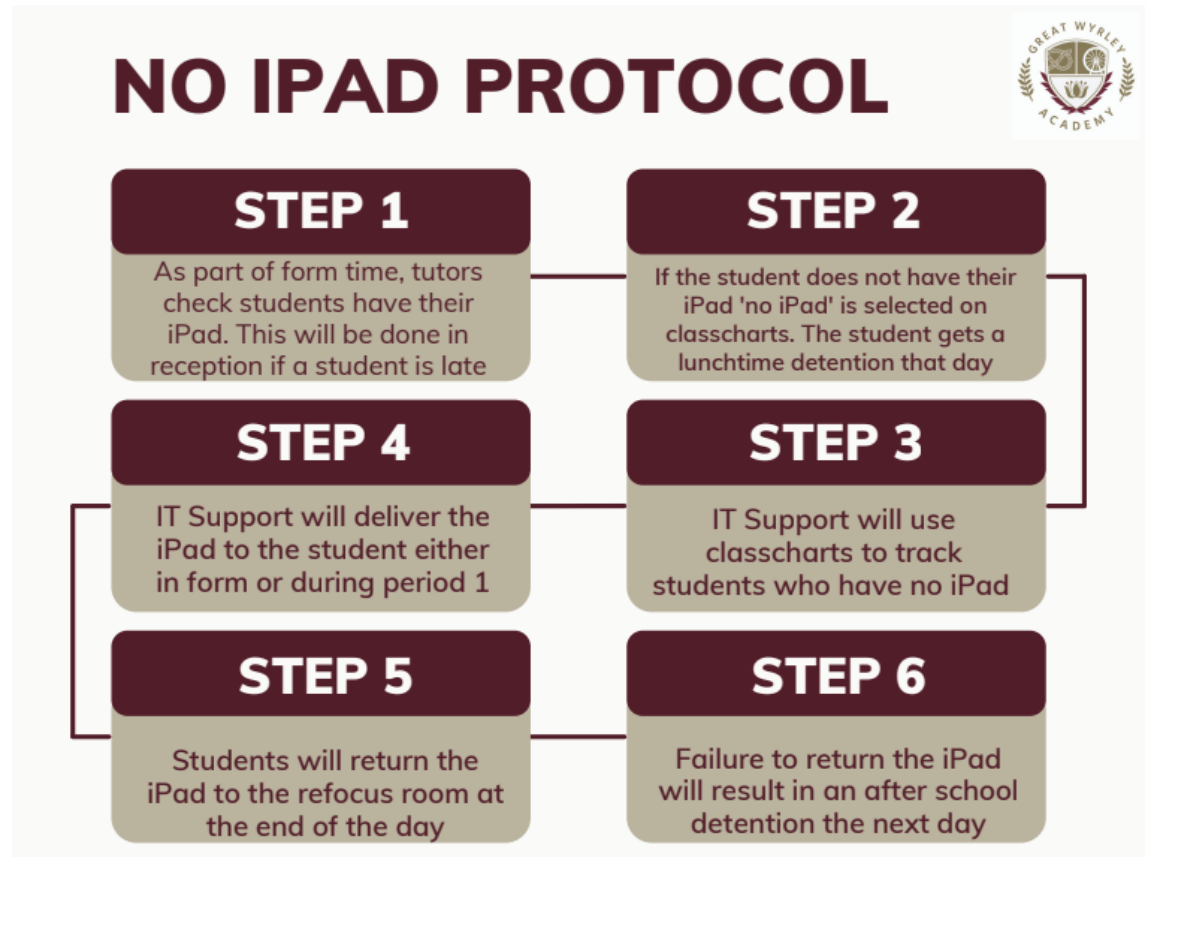 NO IPAD PROTOCOL
GREAT WYRLEY
ACADEMY
STEP 1
As part of form time, tutors
check students have their
iPad. This will be done in
reception if a student is late
STEP 2
If the student does not have their
iPad 'no iPad' is selected on
classcharts. The student gets a
lunchtime detention that day
STEP 3
IT Support will use
classcharts to track
students who have no iPad
STEP 4
IT Support will deliver the
iPad to the student either
in form or during period 1
STEP 5
Students will return the
iPad to the refocus room at
the end of the day
STEP 6
Failure to return the iPad
will result in an after school
detention the next day